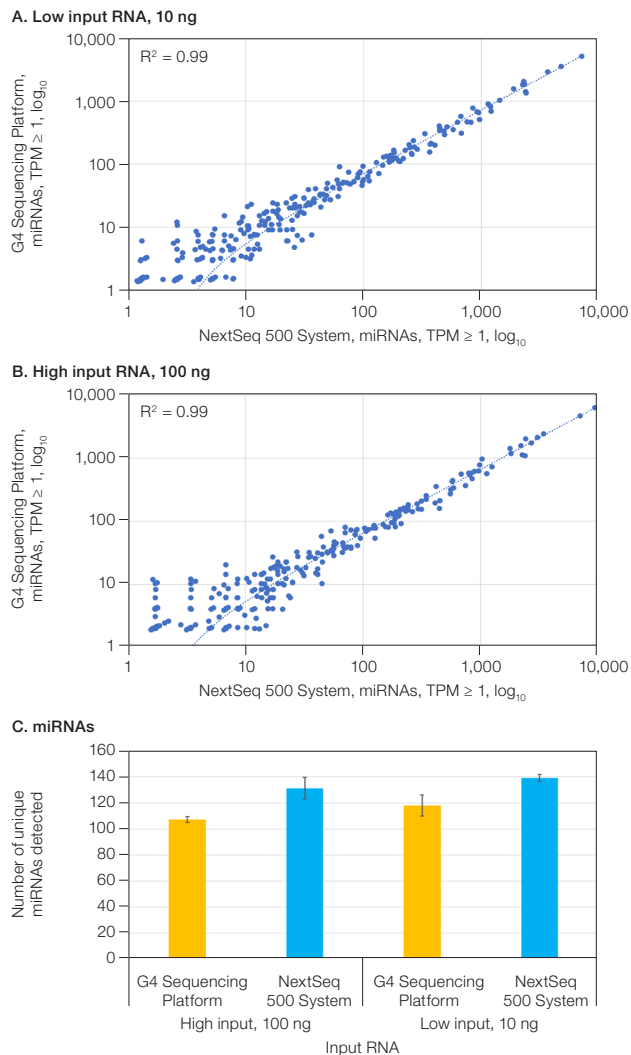 A. Low input RNA, 10 ng
G4 Sequencing Platform,
miRNAs, TPM ≥ 1, log₁₀
10,000
1,000
100
10
1
R² = 0.99
1 10 100 1,000 10,000
NextSeq 500 System, miRNAs, TPM ≥ 1, log₁₀
B. High input RNA, 100 ng
G4 Sequencing Platform,
miRNAs, TPM ≥ 1, log₁₀
10,000
1,000
100
10
1
R² = 0.99
1 10 100 1,000 10,000
NextSeq 500 System, miRNAs, TPM ≥ 1, log₁₀
C. miRNAs
Number of unique
miRNAs detected
160
140
120
100
80
60
40
20
0
G4 Sequencing NextSeq G4 Sequencing NextSeq
Platform 500 System Platform 500 System
High input, 100 ng Low input, 10 ng
Input RNA